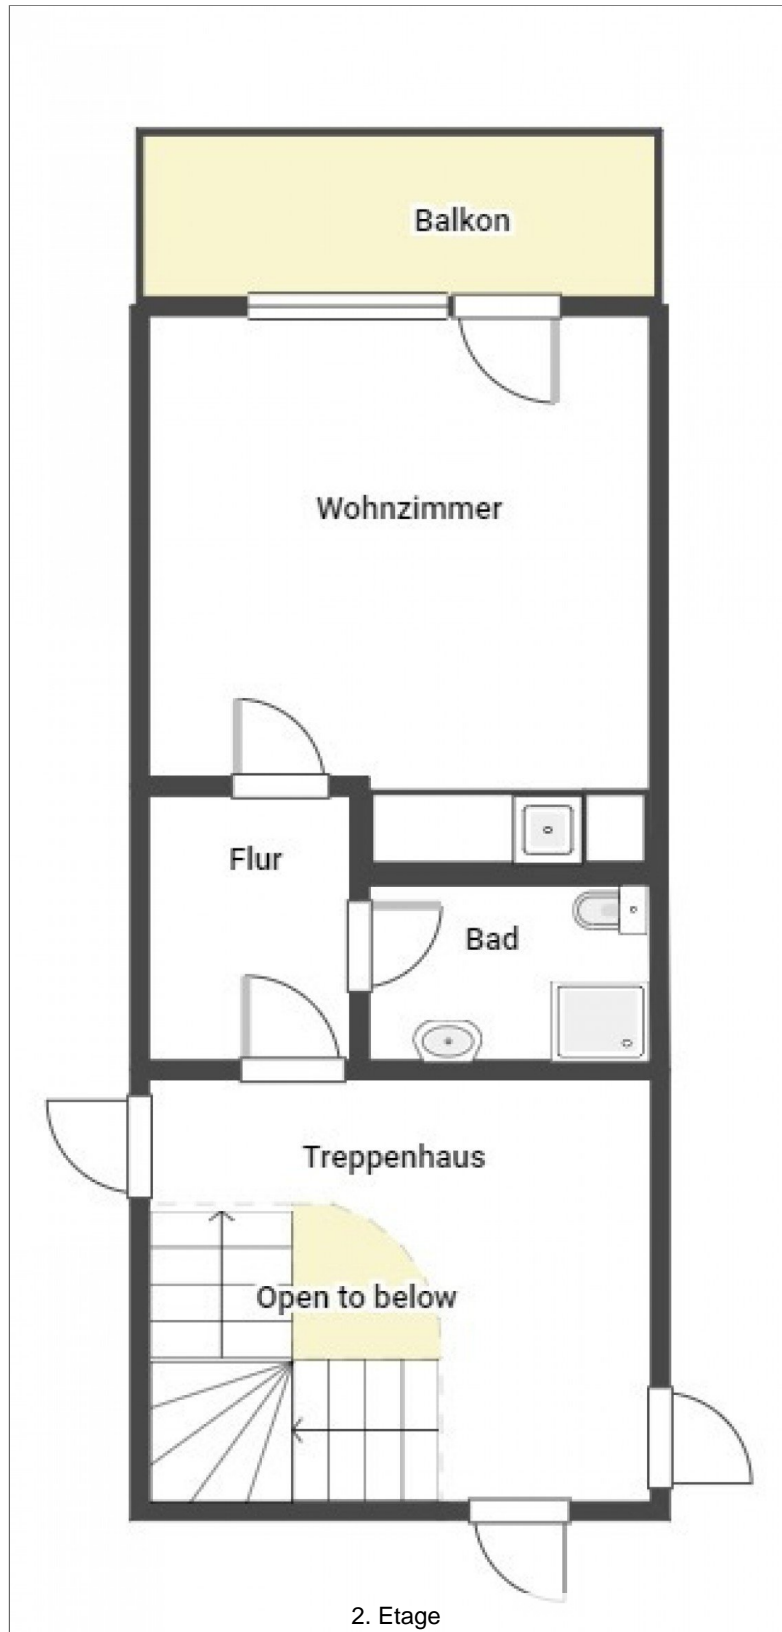 Balkon
Wohnzimmer
Flur
Bad
Treppenhaus
Open to below
2. Etage